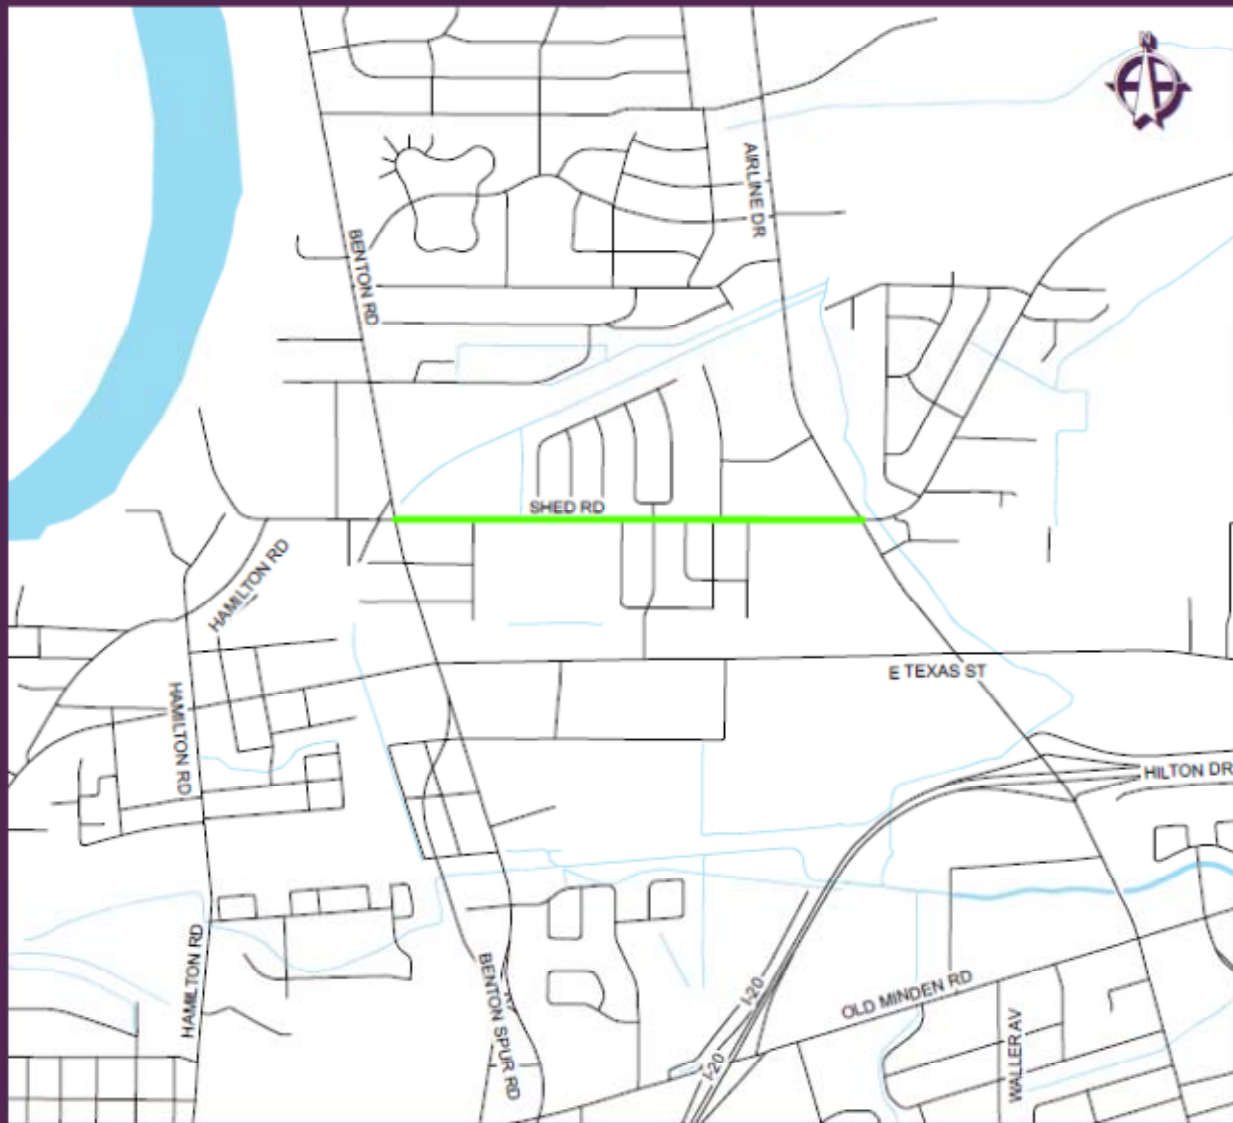 N
AIRLINE DR
BENTON RD
SHED RD
HAMILTON RD
E TEXAS ST
HAMILTON RD
HILTON DR
HAMILTON RD
BENTON SPUR RD
I-20
OLD MINDEN RD
I-20
WALLER AV